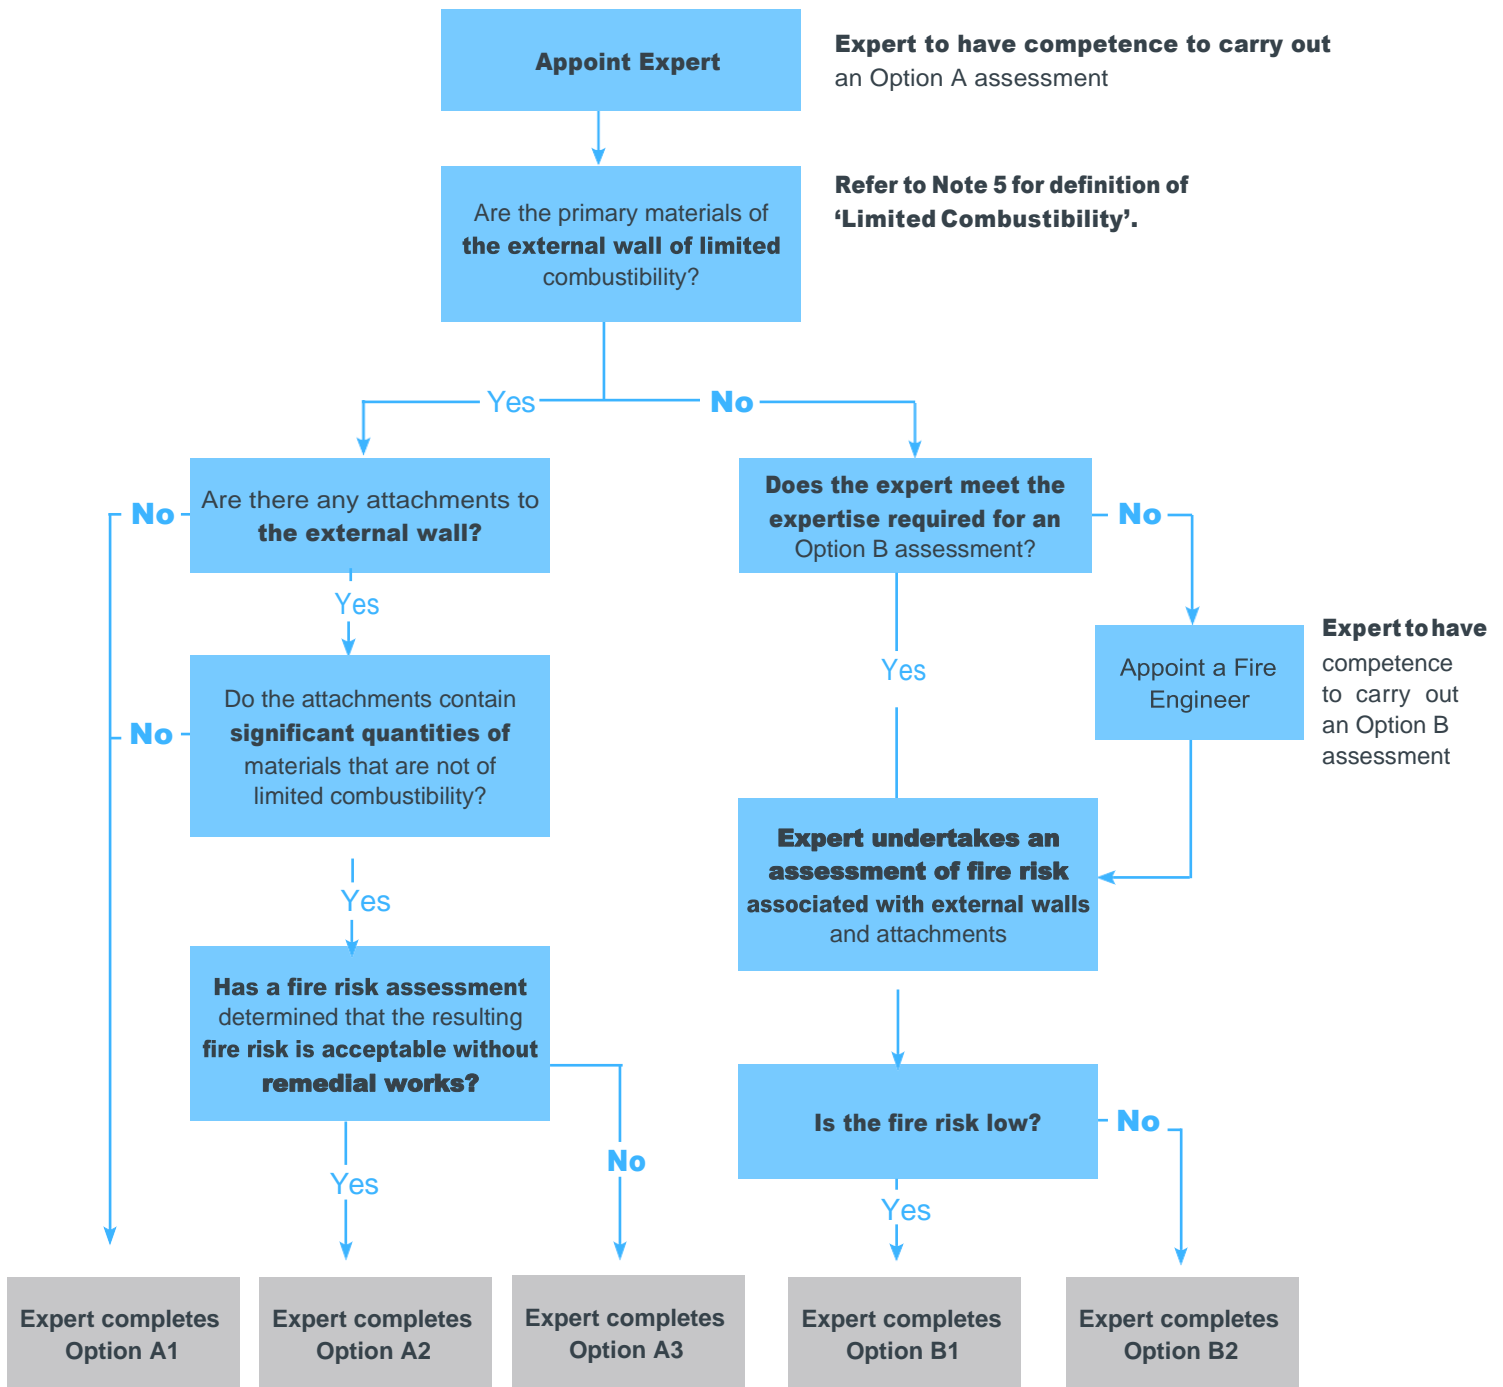 Appoint Expert
Expert to have competence to carry out
an Option A assessment
Are the primary materials of
the external wall of limited
combustibility?
Refer to Note 5 for definition of
‘Limited Combustibility’.
Yes
No
Are there any attachments to
the external wall?
No
Yes
Does the expert meet the
expertise required for an
Option B assessment?
No
Yes
Appoint a Fire
Engineer
Expert to have
competence
to carry out
an Option B
assessment
Do the attachments contain
significant quantities of
materials that are not of
limited combustibility?
No
Yes
Expert undertakes an
assessment of fire risk
associated with external walls
and attachments
Has a fire risk assessment
determined that the resulting
fire risk is acceptable without
remedial works?
Yes
No
Is the fire risk low?
No
Yes
Expert completes
Option A1
Expert completes
Option A2
Expert completes
Option A3
Expert completes
Option B1
Expert completes
Option B2